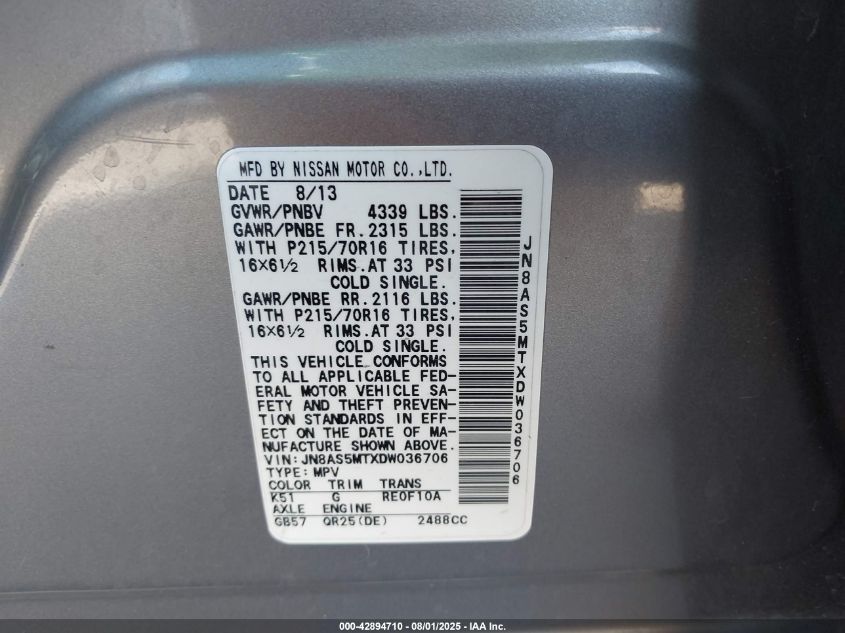 MFD BY NISSAN MOTOR CO.,LTD.
DATE 8/13
GVWR/PNBV 4339 LBS.
GAWR/PNBE FR.2315 LBS.
WITH P215/70R16 TIRES,
16X6½ RIMS.AT 33 PSI
COLD SINGLE.
GAWR/PNBE RR.2116 LBS.
WITH P215/70R16 TIRES,
16X6½ RIMS.AT 33 PSI
COLD SINGLE.
THIS VEHICLE CONFORMS
TO ALL APPLICABLE FED-
ERAL MOTOR VEHICLE SA-
FETY AND THEFT PREVEN-
TION STANDARDS IN EFF-
ECT ON THE DATE OF MA-
NUFACTURE SHOWN ABOVE.
VIN: JN8AS5MTXDW036706
TYPE: MPV
COLOR TRIM TRANS
K51 G RE0F10A
AXLE ENGINE
GB57 QR25(DE) 2488CC
JN8AS5MTXDW036706
000-42894710 - 08/01/2025 - IAA Inc.